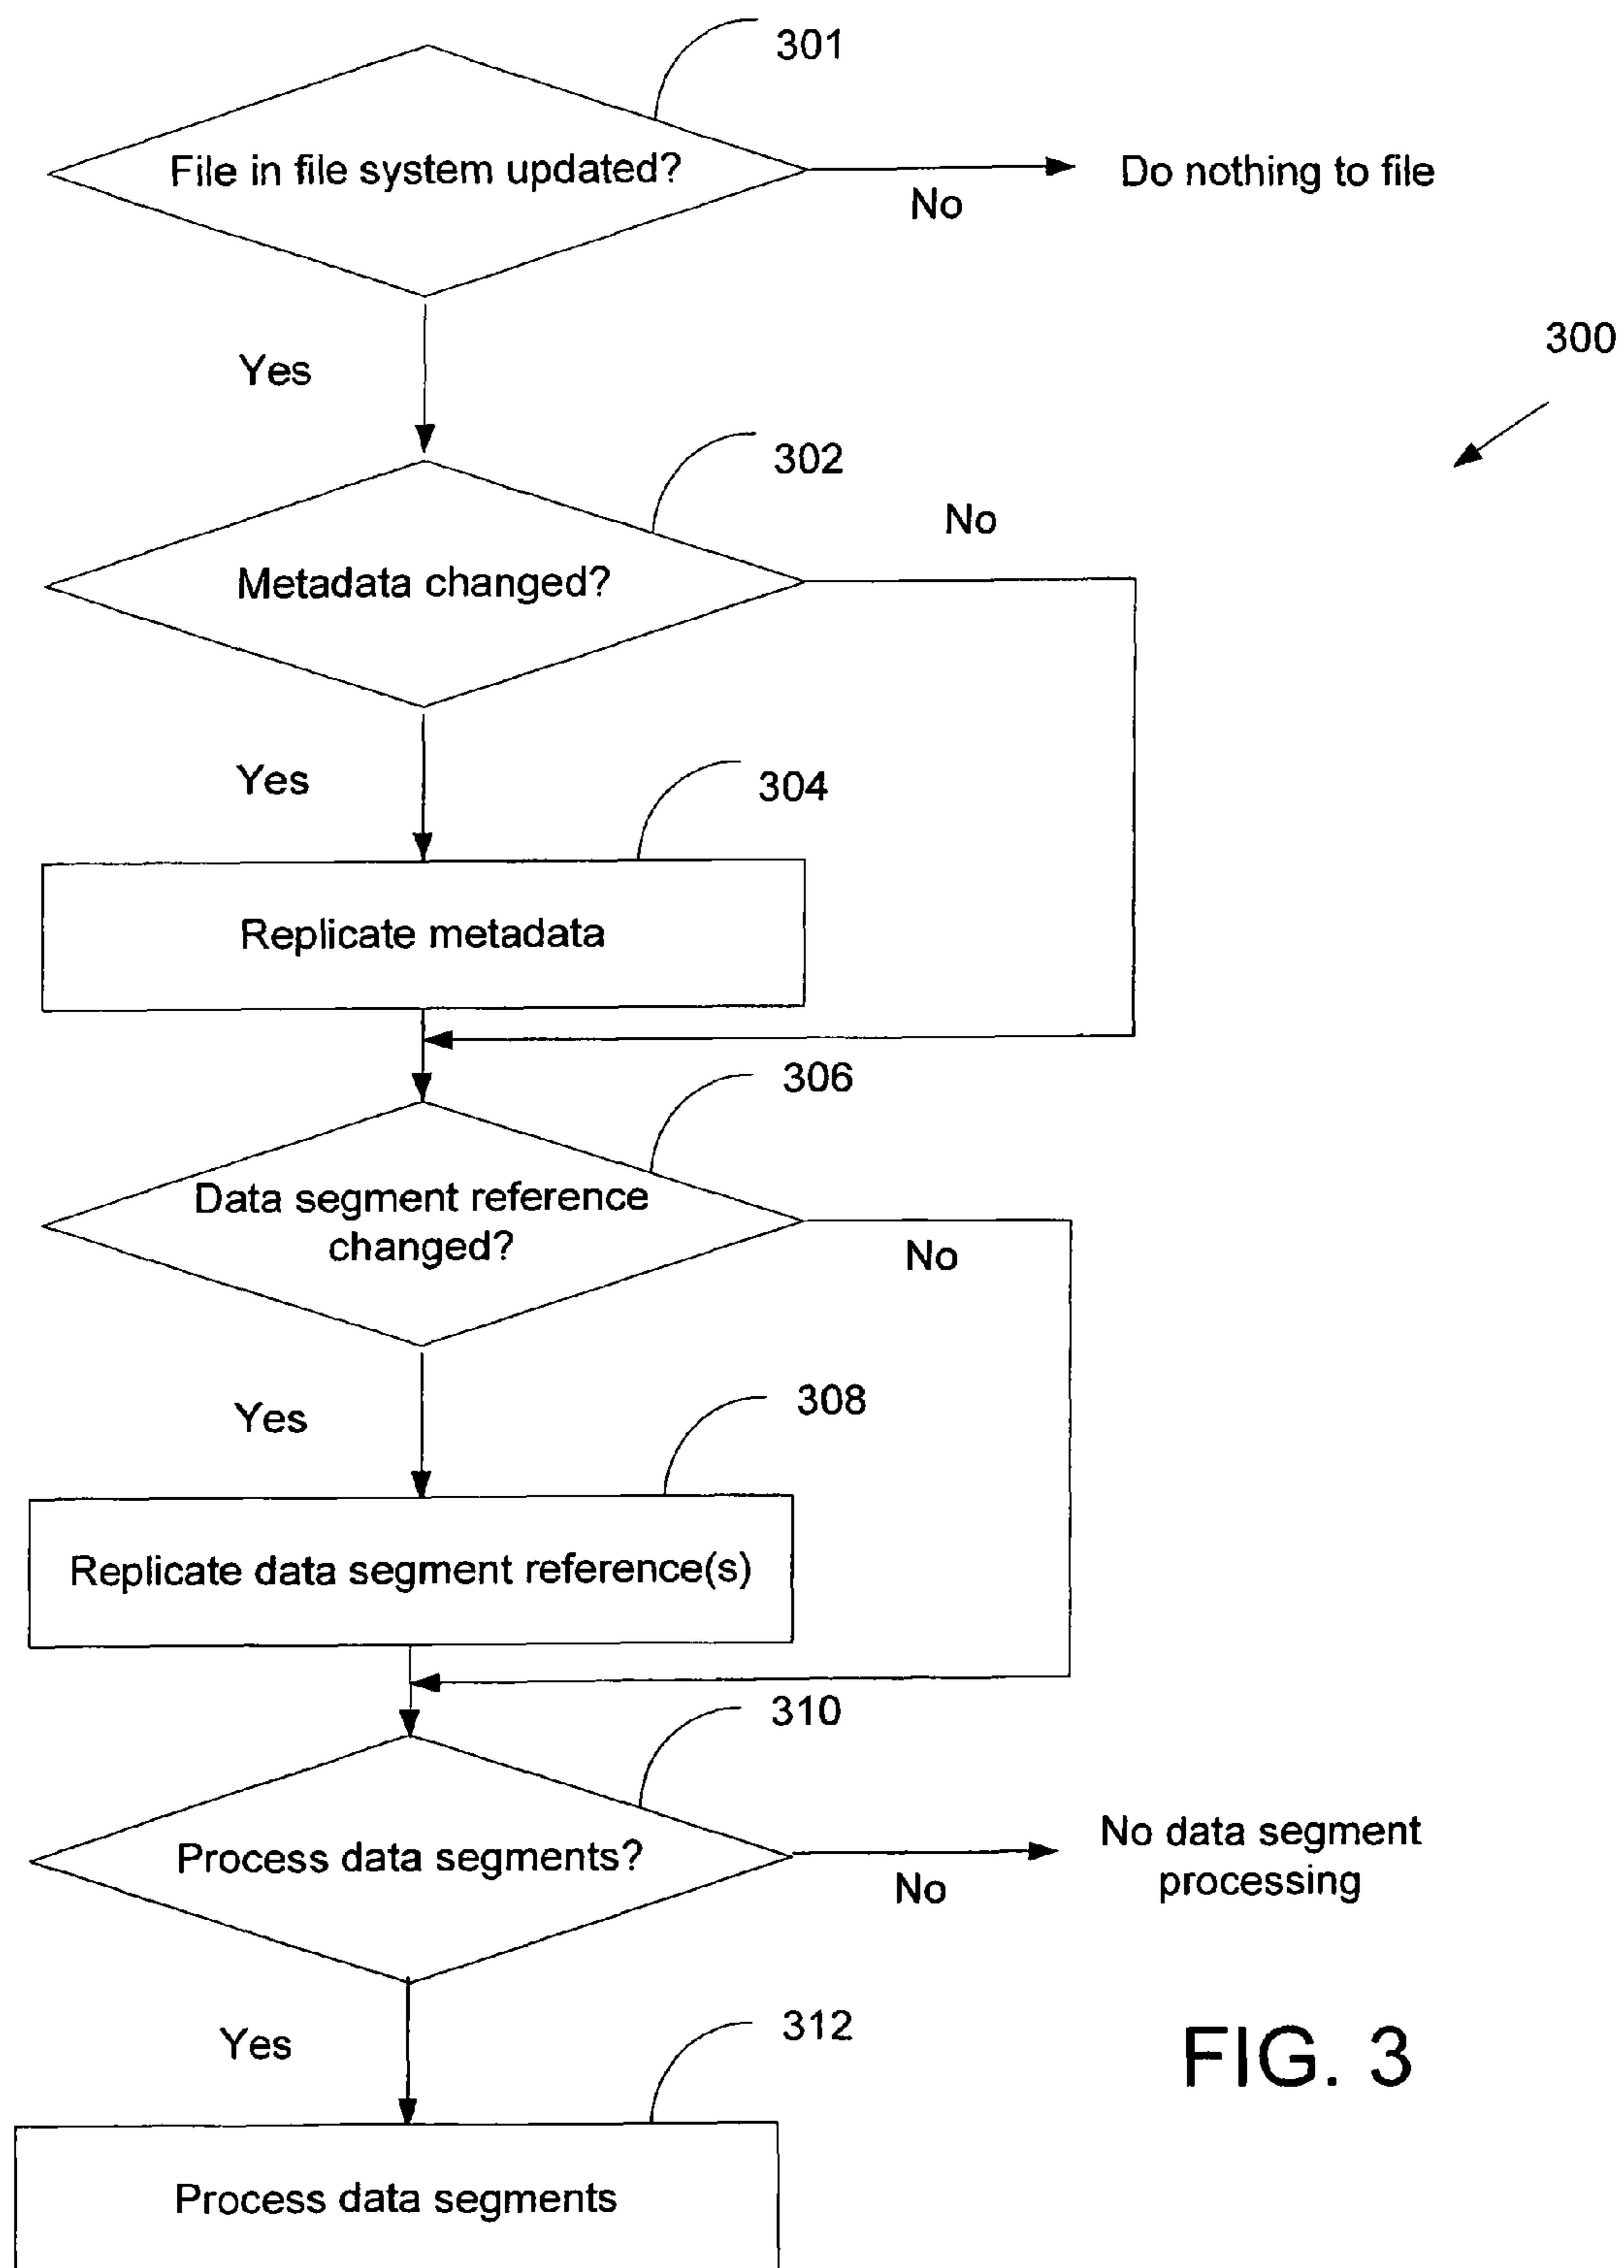 301
File in file system updated?
No
Do nothing to file
Yes
300
302
No
Metadata changed?
Yes
304
Replicate metadata
306
Data segment reference
changed?
No
Yes
308
Replicate data segment reference(s)
310
Process data segments?
No
No data segment
processing
Yes
312
FIG. 3
Process data segments